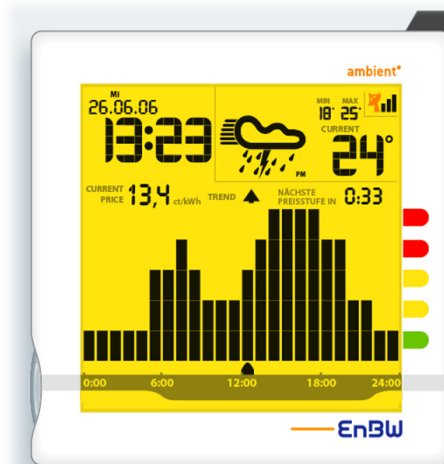 ambient
MI
26.06.06
13:23
MIN MAX
18° 25°
CURRENT
24°
PM
CURRENT PRICE 13,4 ct/kWh
TREND
NÄCHSTE PREISSTUFE IN 0:33
0:00 6:00 12:00 18:00 24:00
EnBW